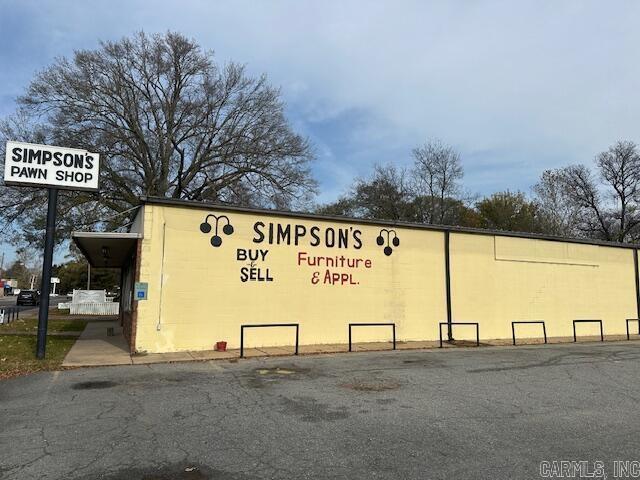 SIMPSON'S
PAWN SHOP
SIMPSON'S
BUY
& SELL
Furniture
& APPL.
CARMLS, INC